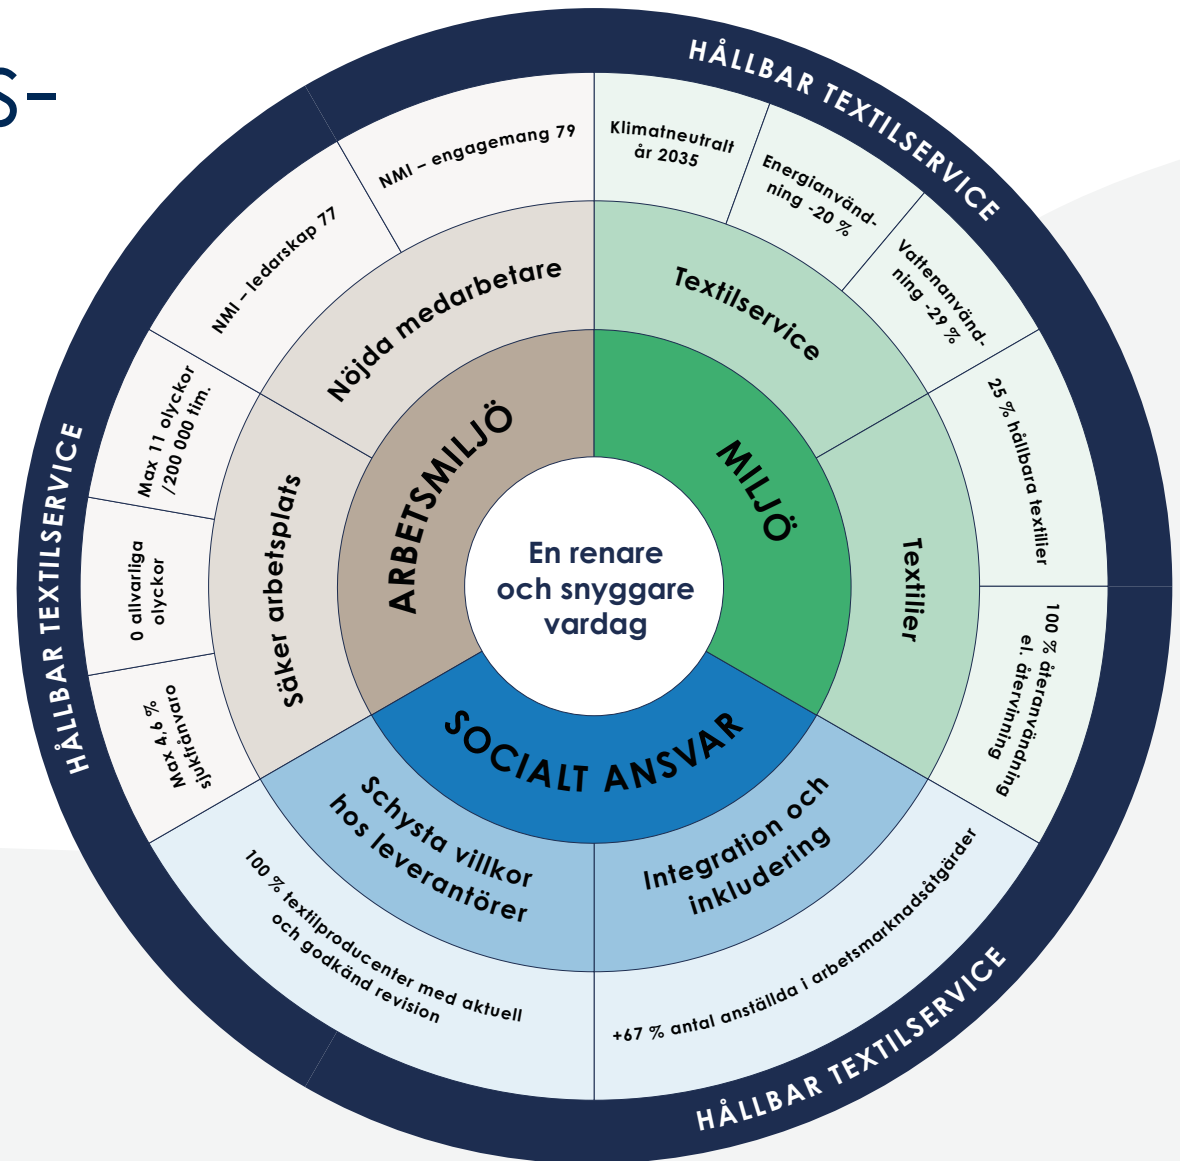 s-
HÅLLBAR TEXTILSERVICE
NMI – engagemang 79
Klimatneutralt
år 2035
Energianvänd-
ning -20 %
Vattenanvänd-
ning -29 %
25 % hållbara textilier
100 % återanvändning
el. återvinning
NMI – ledarskap 77
Max 11 olyckor
/200 000 tim.
0 allvarliga
olyckor
Max 4,6 %
sjukfrånvaro
HÅLLBAR TEXTILSERVICE
Nöjda medarbetare
Textilservice
Textilier
Säker arbetsplats
ARBETSMILJÖ
MILJÖ
En renare
och snyggare
vardag
SOCIALT ANSVAR
Schysta villkor
hos leverantörer
Integration och
inkludering
100 % textilproducenter med aktuell
och godkänd revision
+67 % antal anställda i arbetsmarknadsåtgärder
HÅLLBAR TEXTILSERVICE